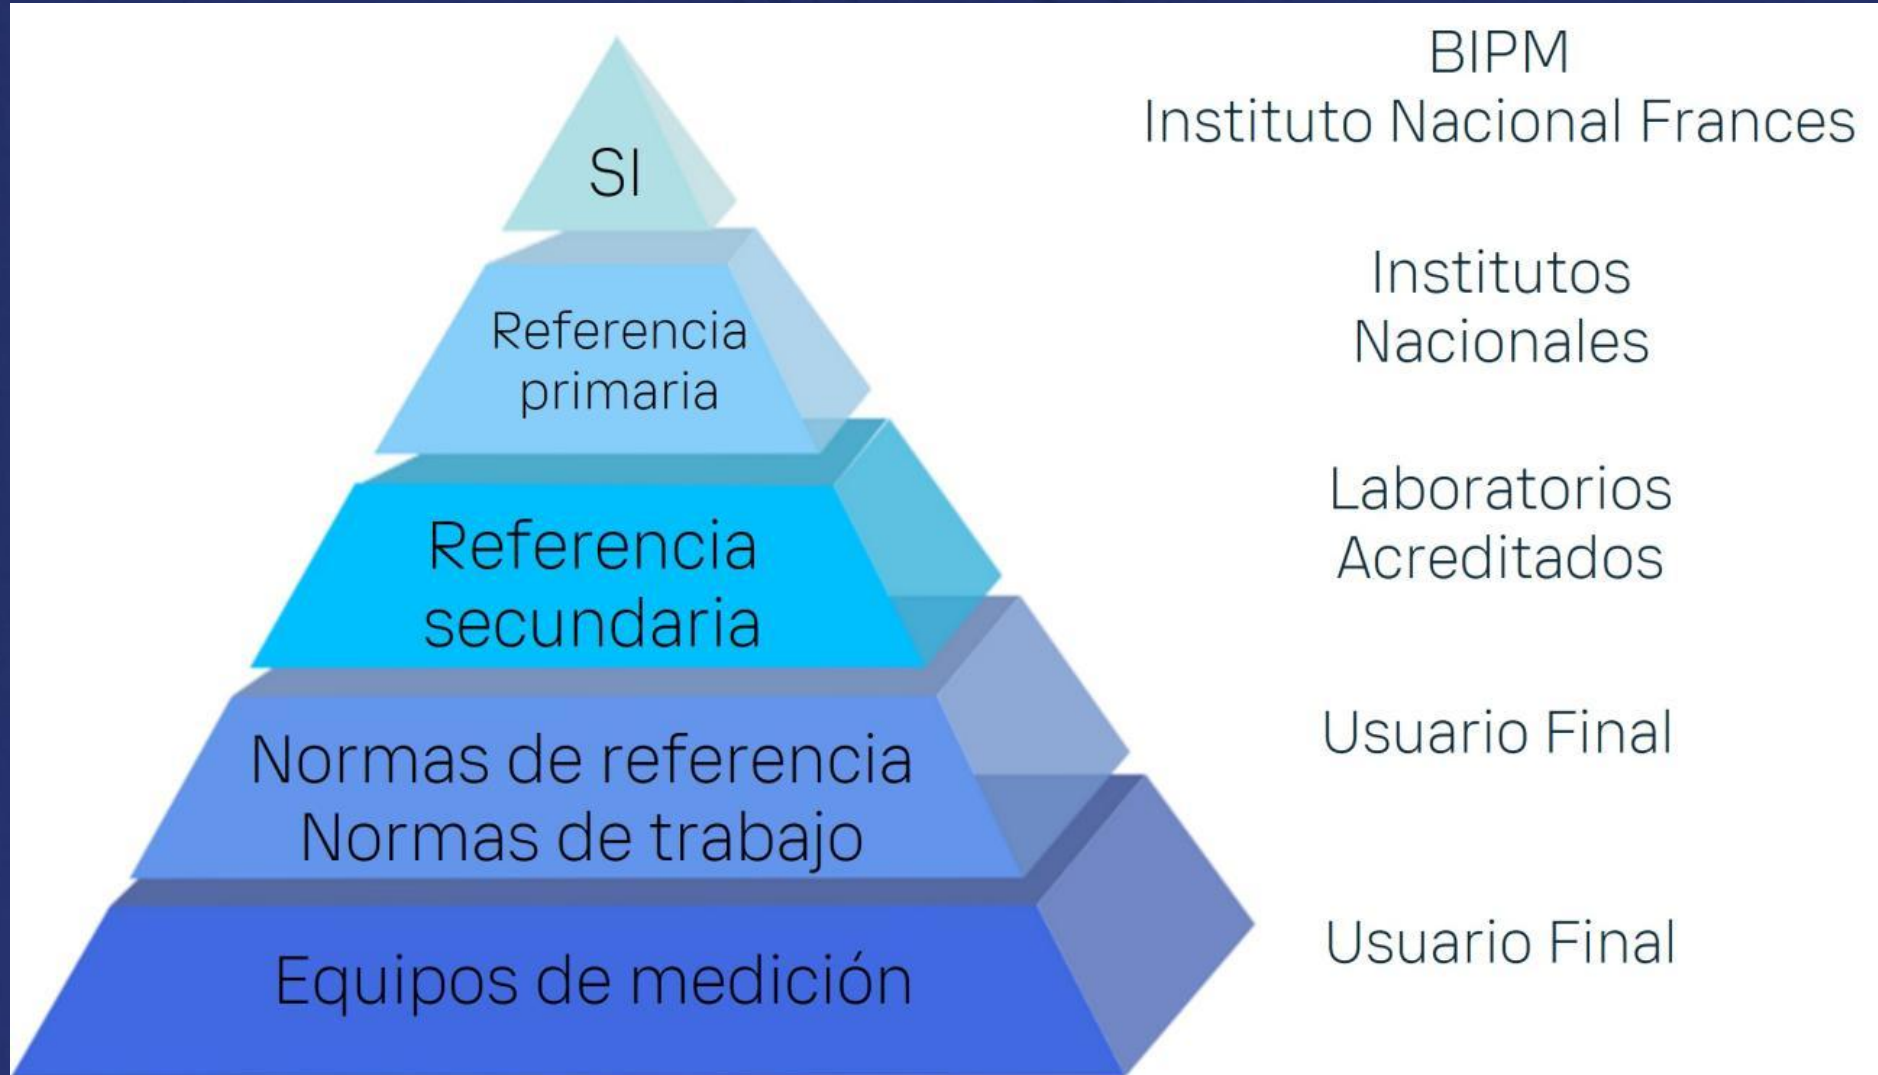 BIPM
Instituto Nacional Frances
SI
Institutos
Nacionales
Referencia
primaria
Laboratorios
Acreditados
Referencia
secundaria
Usuario Final
Normas de referencia
Normas de trabajo
Usuario Final
Equipos de medición